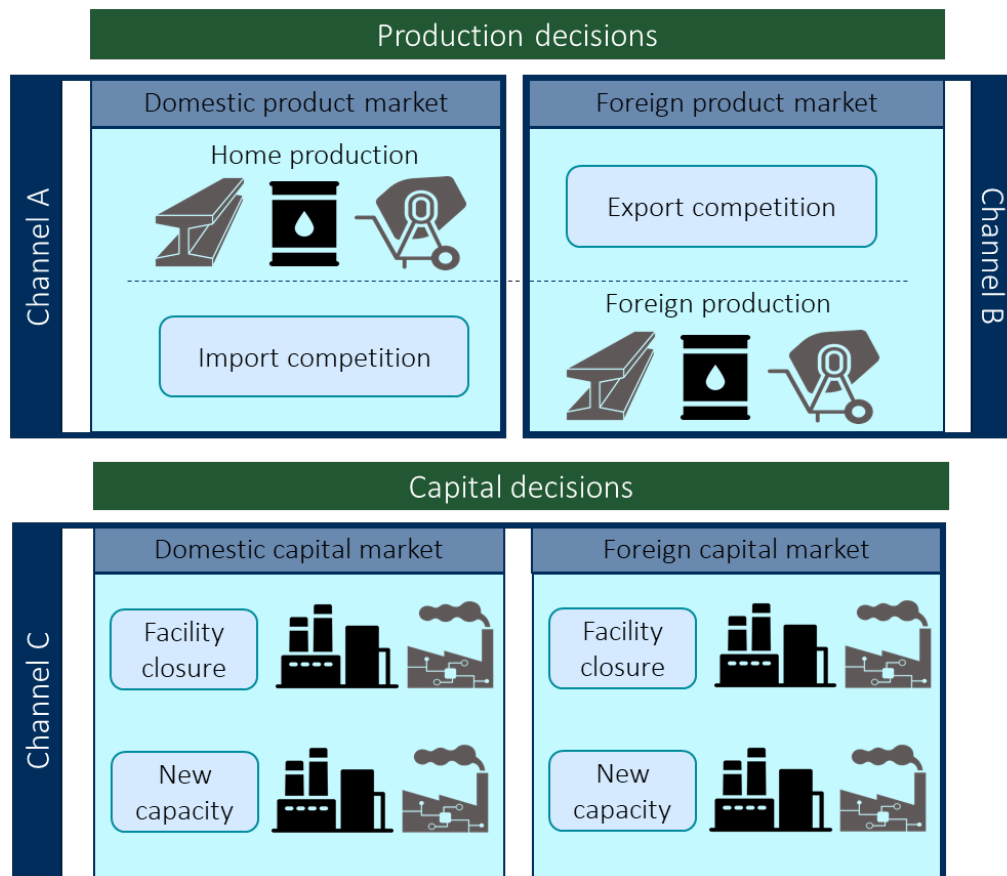 Production decisions
Channel A
Domestic product market
Home production
Import competition
Foreign product market
Export competition
Foreign production
Channel B
Capital decisions
Channel C
Domestic capital market
Facility
closure
New
capacity
Foreign capital market
Facility
closure
New
capacity